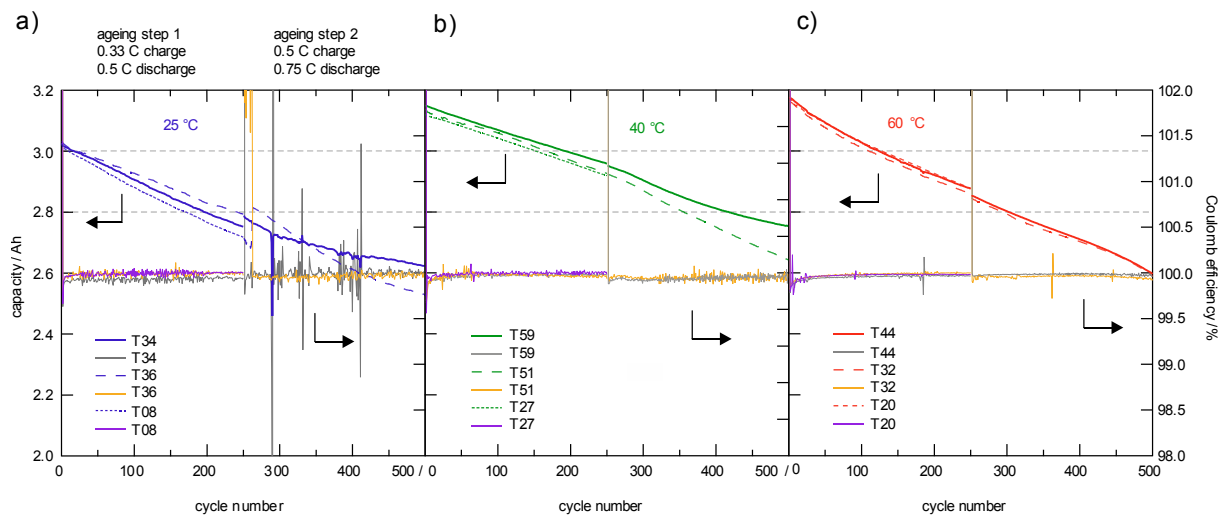 a)
ageing step 1
0.33 C charge
0.5 C discharge
ageing step 2
0.5 C charge
0.75 C discharge
b)
c)
3.2
3.0
2.8
2.6
2.4
2.2
2.0
capacity / Ah
25 °C
40 °C
60 °C
102.0
101.5
101.0
100.5
100.0
99.5
99.0
98.5
98.0
Coulomb efficiency / %
T34
T34
T36
T36
T08
T08
T59
T59
T51
T51
T27
T27
T44
T44
T32
T32
T20
T20
0 100 200 300 400 500 / 0 100 200 300 400 500 / 0 100 200 300 400 500
cycle number
cycle number
cycle number